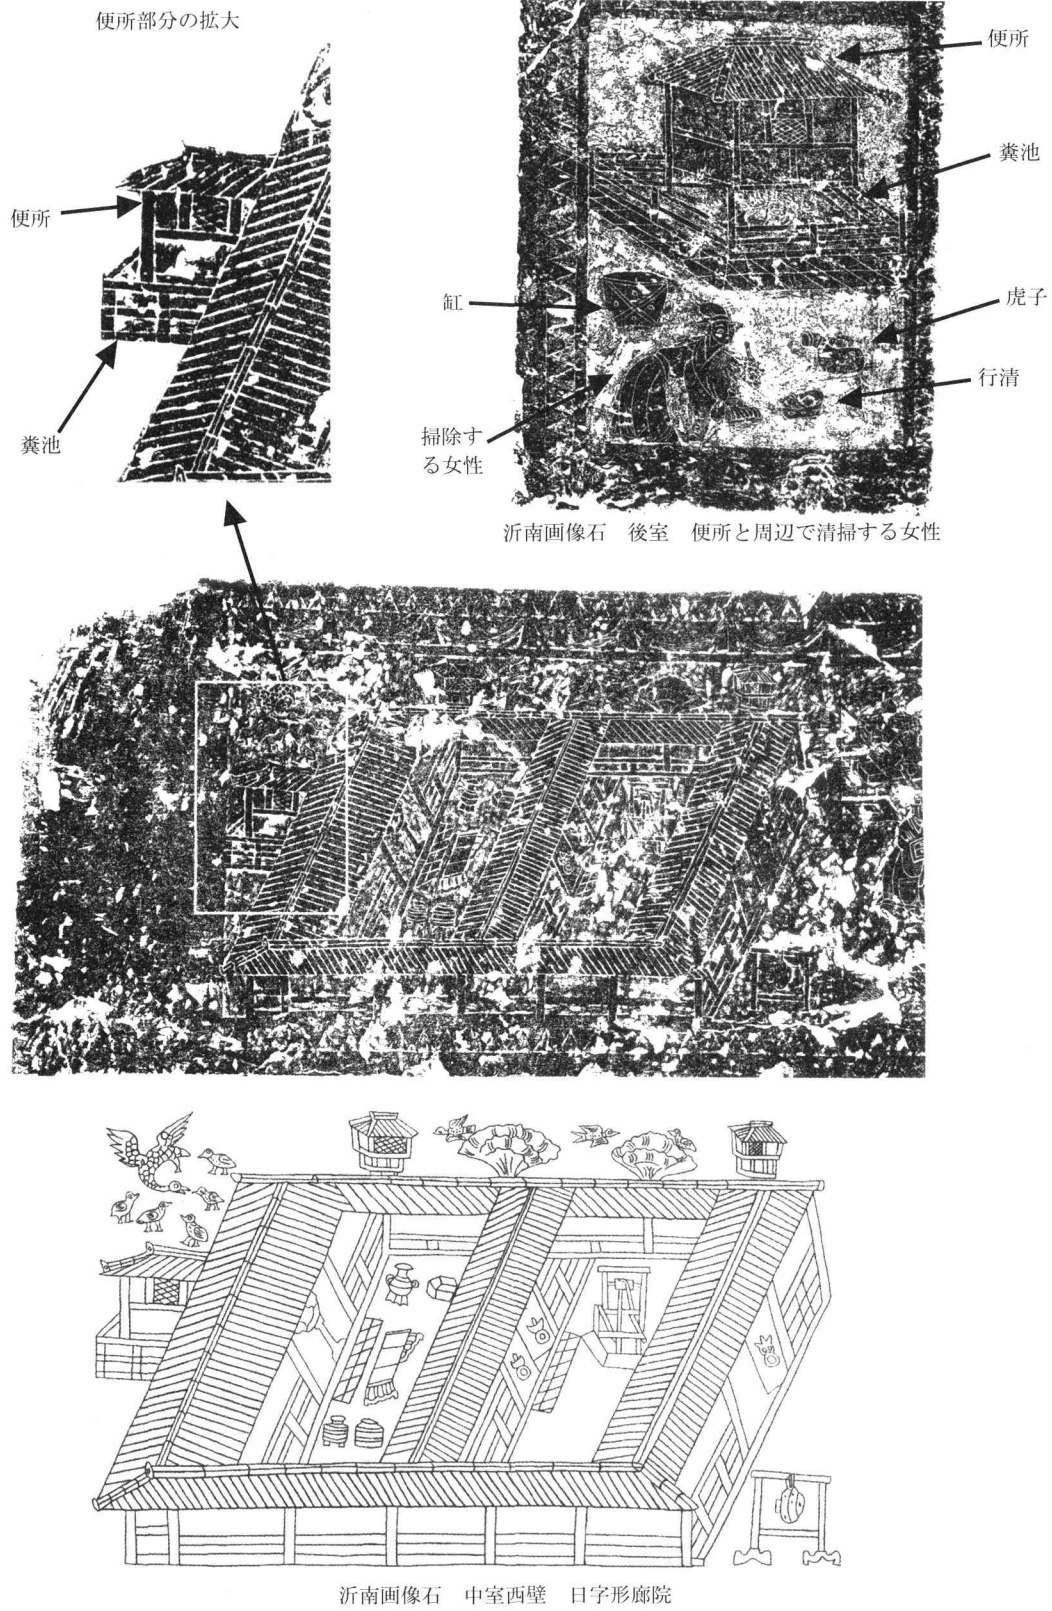 便所部分の拡大
便所
糞池
便所
糞池
缸
虎子
行清
掃除す
る女性
沂南画像石　後室　便所と周辺で清掃する女性
沂南画像石　中室西壁　日字形廊院